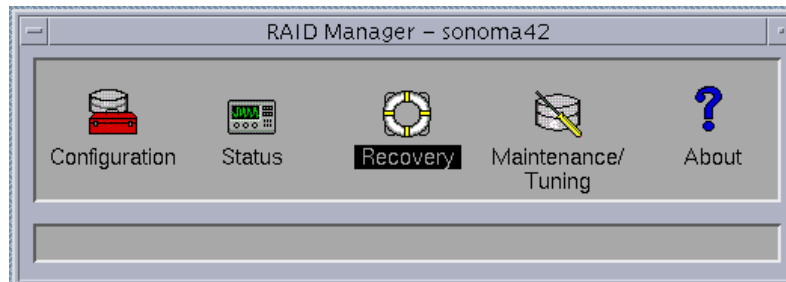 RAID Manager – sonoma42
Configuration
Status
Recovery
Maintenance/
Tuning
About